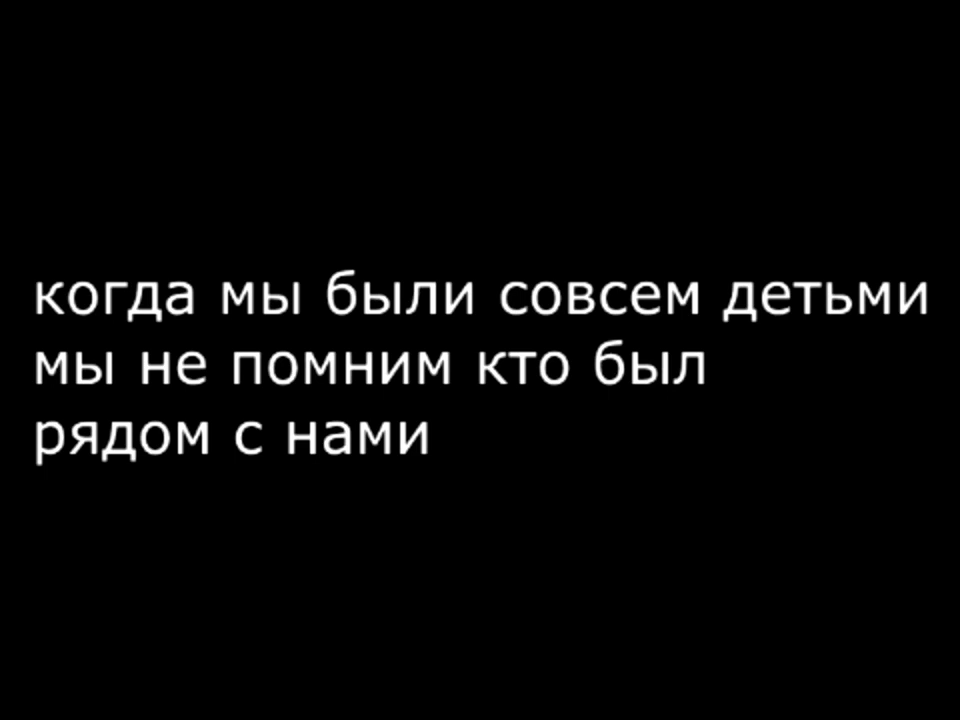 когда мы были совсем детьми
мы не помним кто был
рядом с нами